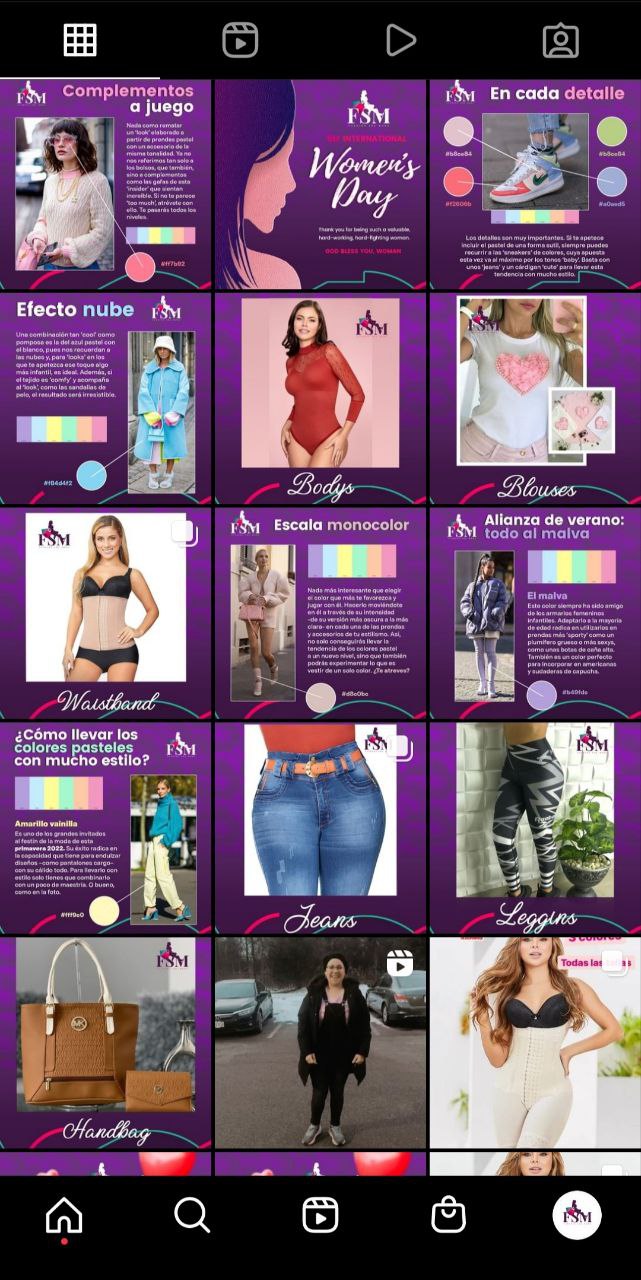 FSM
Complementos
a juego
Nada como rematar
un 'look' elaborado a
partir de prendas pastel
con un accesorio de la
misma tonalidad. Ya no
nos referimos tan solo a
los bolsos, que también,
sino a complementos
como las gafas de esta
'insider' que sientan
increíble. Si no te parece
'too much', atrévete con
ello. Te pasarás todos los
niveles.
#ff7b92
FSM
INTERNATIONAL
Women's
Day
Thank you for being such a valuable,
hard-working, hard-fighting women.
GOD BLESS YOU, WOMAN
FSM
En cada detalle
#b8ce84
#f2606b
#a0aed5
Los detalles son muy importantes. Si te apetece
incluir el pastel de una forma sutil, siempre puedes
recurrir a las 'sneakers' de colores, cuya apuesta
esta vez va al máximo por los tonos 'baby'. Basta con
unos 'jeans' y un cárdigan 'cute' para llevar esta
tendencia con mucho estilo.
Efecto nube
FSM
Una combinación tan 'cool' como
pomposa es la del azul pastel con
el blanco, pues nos recuerdan a
las nubes y, para 'looks' en los
que te apetezca ese toque algo
más infantil, es ideal. Además, si
el tejido es 'comfy' y acompaña
al 'look', como las sandalias de
pelo, el resultado será irresistible.
#f84d4f2
FSM
Bodys
FSM
Blouses
FSM
Waistband
FSM
Escala monocolor
Nada más interesante que elegir
el color que más te favorezca y
jugar con él. Hacerlo moviéndote
en él a través de su intensidad
-de su versión más oscura a la más
clara- en cada una de las prendas
y accesorios de tu estilismo. Así,
no solo conseguirás llevar la
tendencia de los colores pastel
a un nuevo nivel, sino que también
podrás experimentar lo que es
vestir de un solo color. ¿Te atreves?
#d8c0bc
FSM
Alianza de verano:
todo al malva
El malva
Este color siempre ha sido amigo
de los armarios femeninos
infantiles. Adaptarlo a la mayoría
de edad radica en utilizarlos en
prendas más 'sporty' como un
plumífero grueso o más sexys,
como unas botas de caña alta.
También es un color perfecto
para incorporar en americanas
y sudaderas de capucha.
#b49fda
¿Cómo llevar los
colores pasteles
con mucho estilo?
FSM
Amarillo vainilla
Es uno de los grandes invitados
al festín de la moda de esta
primavera 2022. Su éxito radica en
la capacidad que tiene para endulzar
diseños -como pantalones cargo-
con su cálido todo. Para llevarlo con
estilo solo tienes que combinarlo
con un poco de maestría. O bueno,
como en la foto.
#fff9c0
FSM
Jeans
FSM
Leggins
FSM
MK
Handbag
3 colores
Todas las
FSM